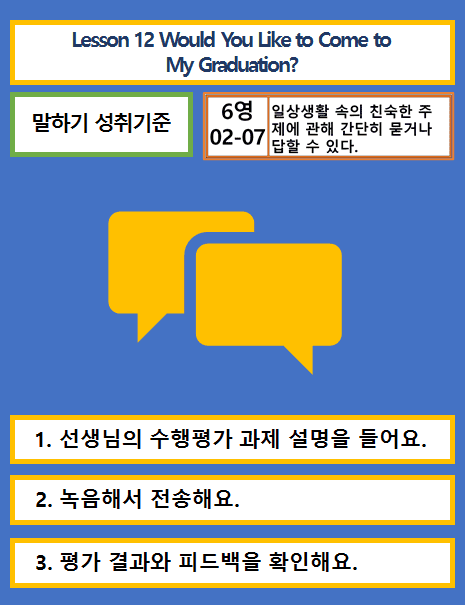 Lesson 12 Would You Like to Come to
My Graduation?
말하기 성취기준
6영
02-07
일상생활 속의 친숙한 주
제에 관해 간단히 묻거나
답할 수 있다.
1. 선생님의 수행평가 과제 설명을 들어요.
2. 녹음해서 전송해요.
3. 평가 결과와 피드백을 확인해요.